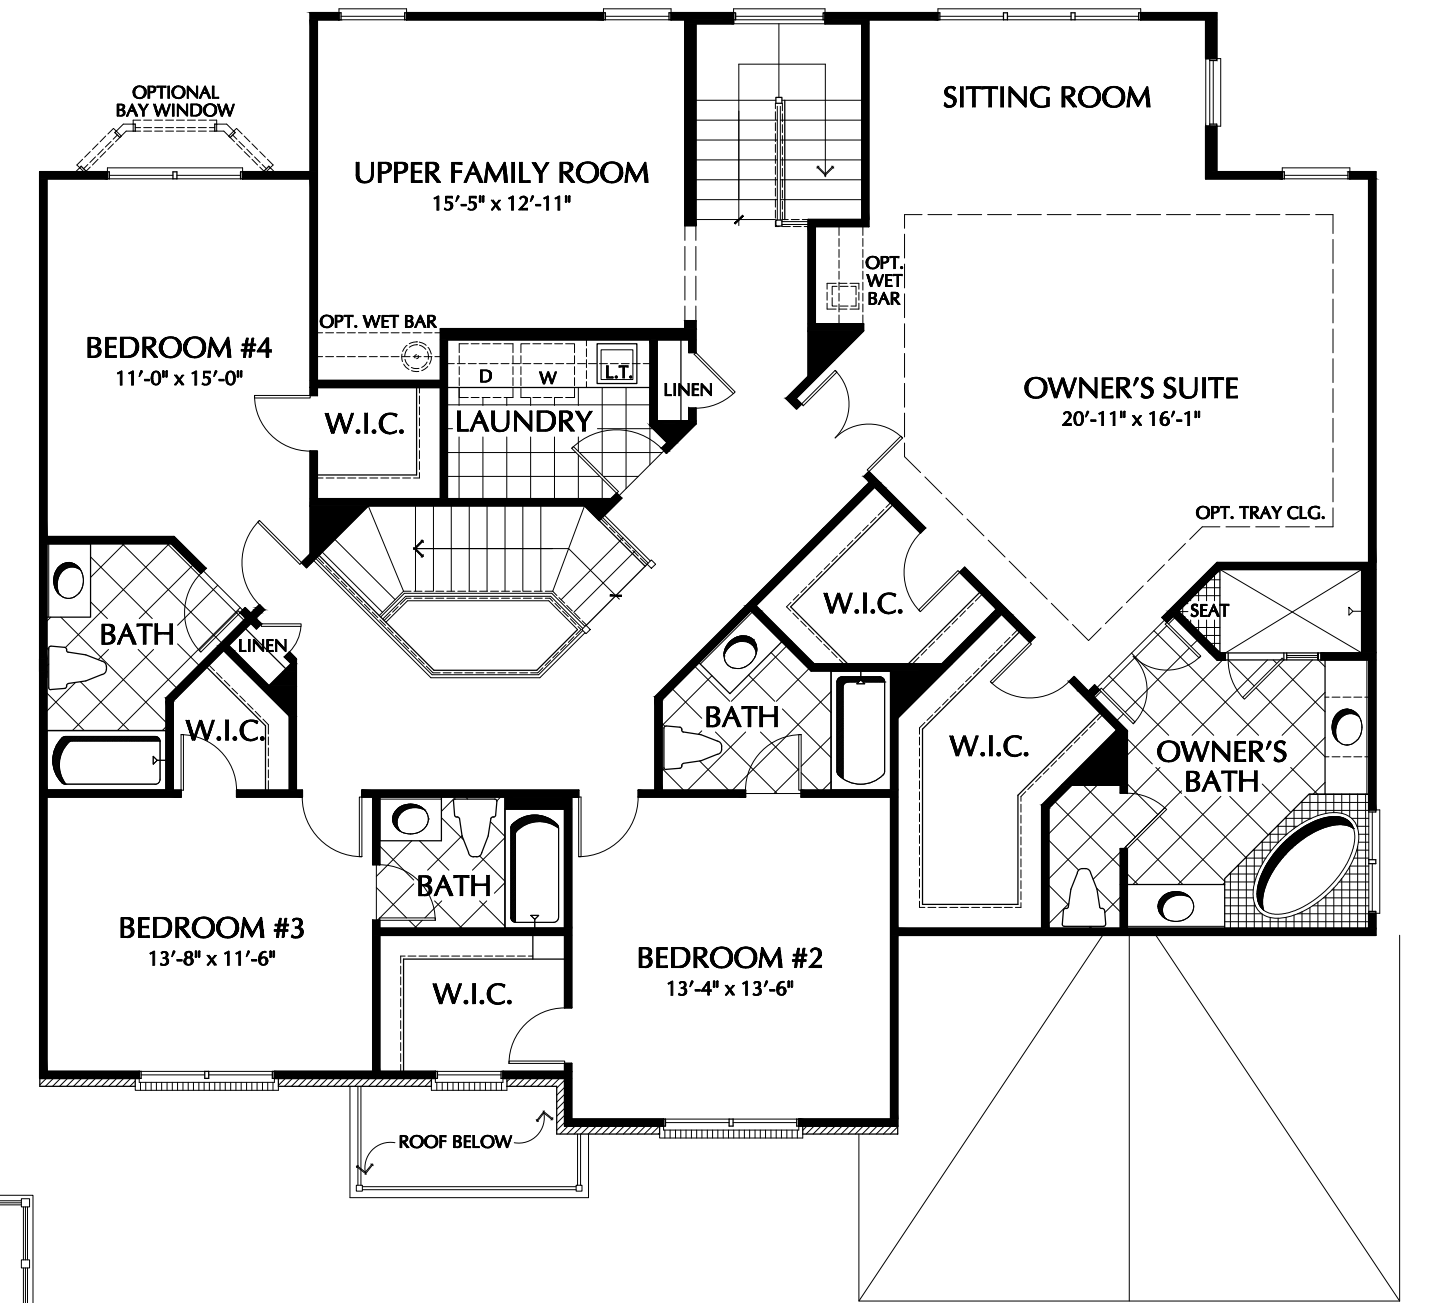 OPTIONAL
BAY WINDOW
SITTING ROOM
UPPER FAMILY ROOM
15'-5" x 12'-11"
OPT.
WET
BAR
OPT. WET BAR
BEDROOM #4
11'-0" x 15'-0"
D
W
L.T.
LINEN
OWNER'S SUITE
20'-11" x 16'-1"
W.I.C.
LAUNDRY
OPT. TRAY CLG.
W.I.C.
SEAT
BATH
LINEN
W.I.C.
BATH
W.I.C.
OWNER'S
BATH
BATH
BEDROOM #3
13'-8" x 11'-6"
BEDROOM #2
13'-4" x 13'-6"
W.I.C.
ROOF BELOW